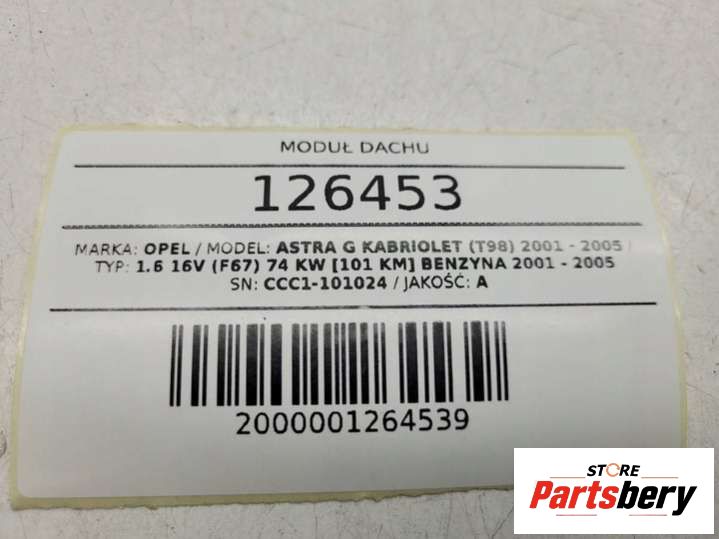 MODUŁ DACHU
126453
MARKA: OPEL / MODEL: ASTRA G KABRIOLET (T98) 2001 - 2005 /
TYP: 1.6 16V (F67) 74 KW [101 KM] BENZYNA 2001 - 2005
SN: CCC1-101024 / JAKOŚĆ: A
2000001264539
STORE
Partsbery